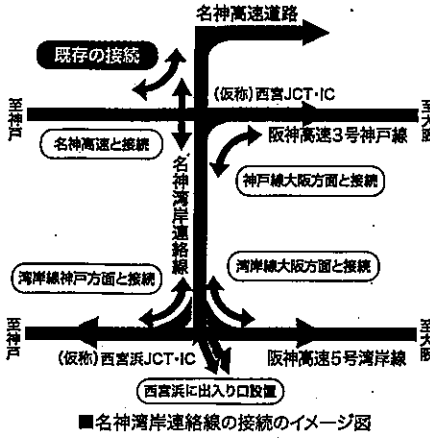 名神高速道路
既存の接続
(仮称)西宮JCT・IC
至神戸
至大阪
阪神高速3号神戸線
名神高速と接続
神戸線大阪方面と接続
名神湾岸連絡線
湾岸線神戸方面と接続
湾岸線大阪方面と接続
至神戸
至大阪
(仮称)西宮浜JCT・IC
阪神高速5号湾岸線
西宮浜に出入り口設置
■名神湾岸連絡線の接続のイメージ図